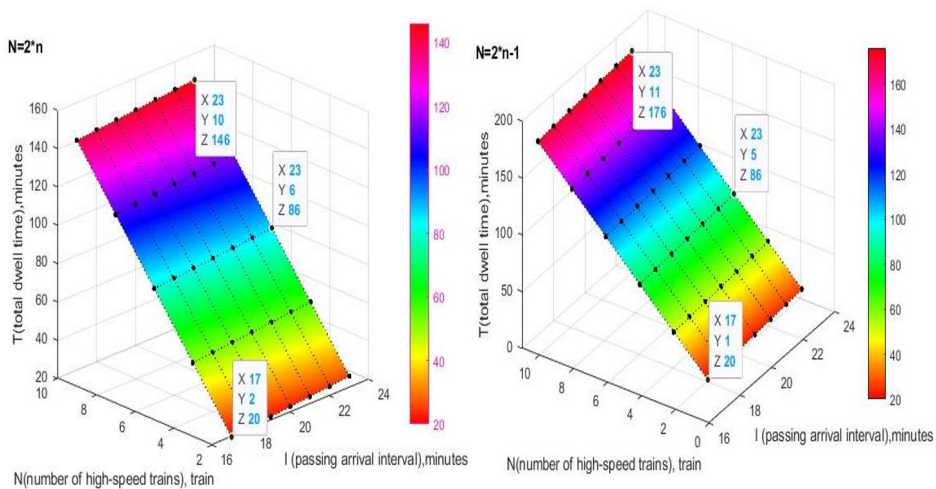 N=2*n
T(total dwell time),minutes
160
140
120
100
80
60
40
20
10
8
6
4
2
16
18
20
22
24
N(number of high-speed trains), train
I (passing arrival interval),minutes
X 23
Y 10
Z 146
X 23
Y 6
Z 86
X 17
Y 2
Z 20
140
120
100
80
60
40
20
N=2*n-1
T(total dwell time),minutes
200
150
100
50
0
10
8
6
4
2
0
16
18
20
22
24
N(number of high-speed trains), train
I (passing arrival interval),minutes
X 23
Y 11
Z 176
X 23
Y 5
Z 86
X 17
Y 1
Z 20
160
140
120
100
80
60
40
20